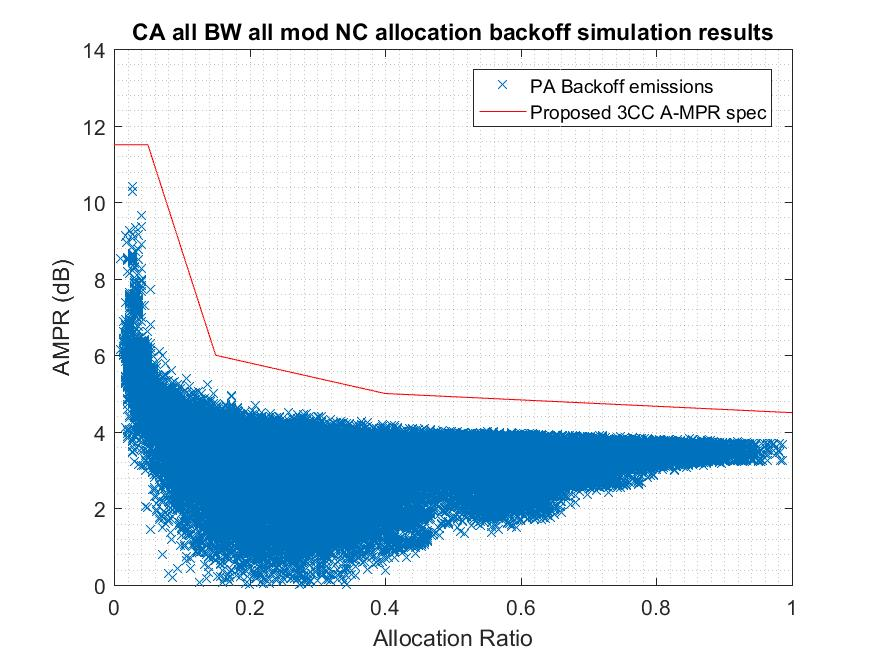 CA all BW all mod NC allocation backoff simulation results
14
12
10
8
6
4
2
0
AMPR (dB)
PA Backoff emissions
Proposed 3CC A-MPR spec
0
0.2
0.4
0.6
0.8
1
Allocation Ratio